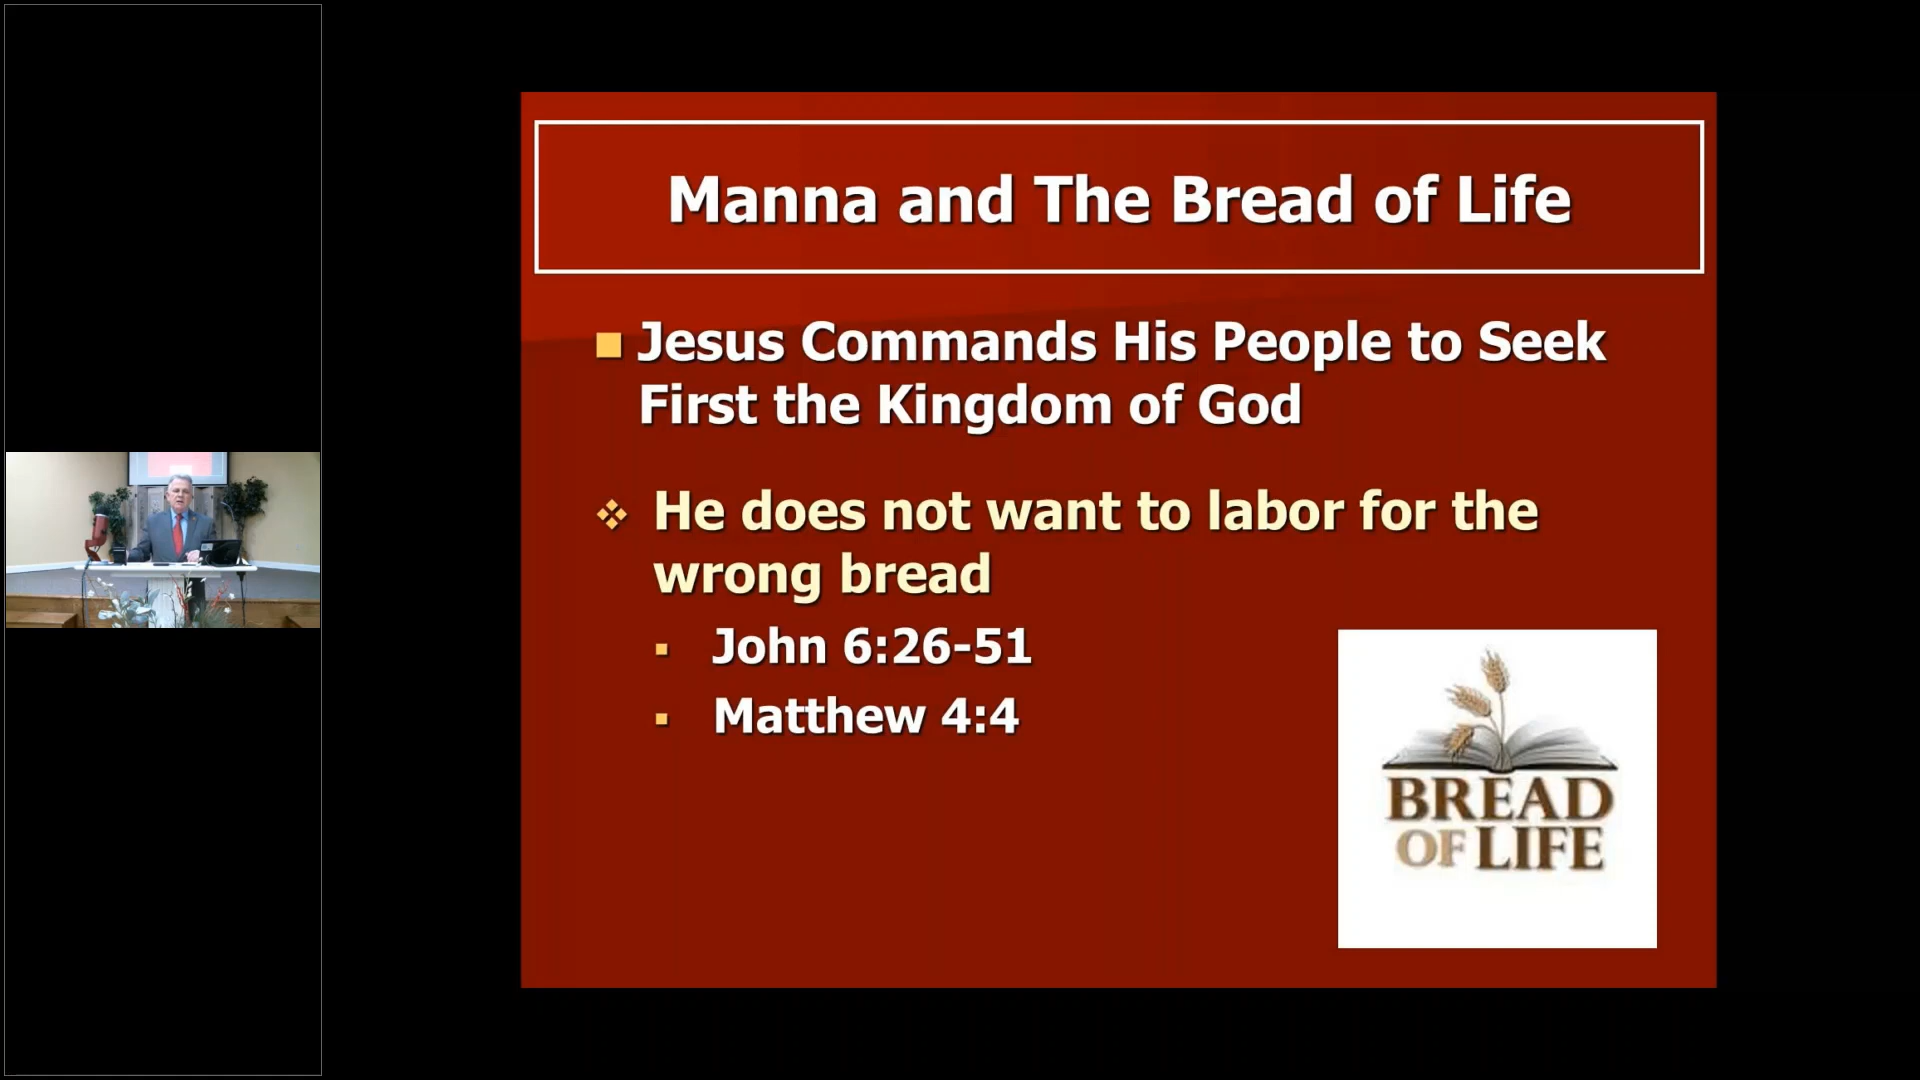 Manna and The Bread of Life
Jesus Commands His People to Seek
First the Kingdom of God
He does not want to labor for the
wrong bread
John 6:26-51
Matthew 4:4
BREAD
OF LIFE